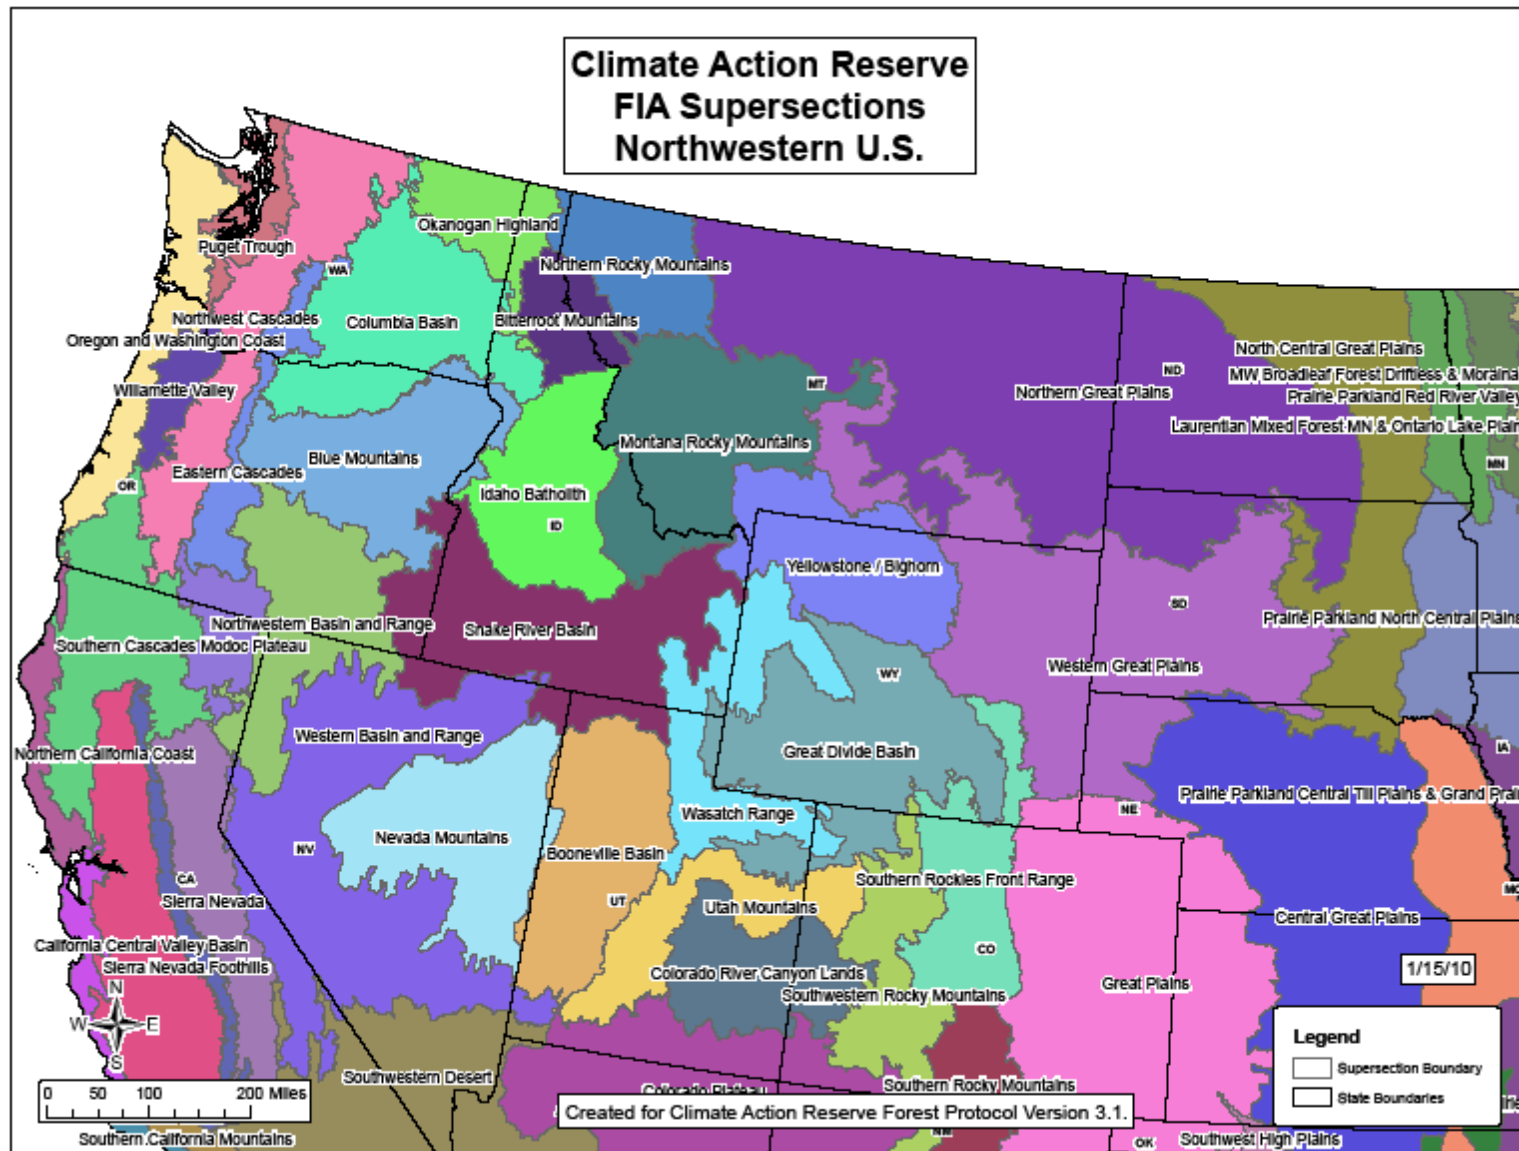 Climate Action Reserve
FIA Supersections
Northwestern U.S.
Okanogan Highland
Puget Trough
WA
Northern Rocky Mountains
Northwest Cascades
Columbia Basin
Bitterroot Mountains
Oregon and Washington Coast
North Central Great Plains
ND
MW Broadleaf Forest Driftless & Moraina
MT
Willamette Valley
Northern Great Plains
Prairie Parkland Red River Valley
Laurentian Mixed Forest MN & Ontario Lake Plain
Montana Rocky Mountains
Blue Mountains
MN
Eastern Cascades
OR
Idaho Batholith
ID
Yellowstone / Bighorn
SD
Prairie Parkland North Central Plains
Northwestern Basin and Range
Snake River Basin
Southern Cascades Modoc Plateau
Western Great Plains
WY
Western Basin and Range
Northern California Coast
Great Divide Basin
IA
Prairie Parkland Central Till Plains & Grand Prai
NE
Wasatch Range
Nevada Mountains
NV
Booneville Basin
CA
Southern Rockies Front Range
MO
Sierra Nevada
UT
Utah Mountains
Central Great Plains
California Central Valley Basin
CO
Sierra Nevada Foothills
Colorado River Canyon Lands
1/15/10
Great Plains
Southwestern Rocky Mountains
N
W E
S
Legend
Supersection Boundary
State Boundaries
Southwestern Desert
Southern Rocky Mountains
Colorado Plateau
0 50 100 200 Miles
Created for Climate Action Reserve Forest Protocol Version 3.1.
NM
Southern California Mountains
OK
Southwest High Plains